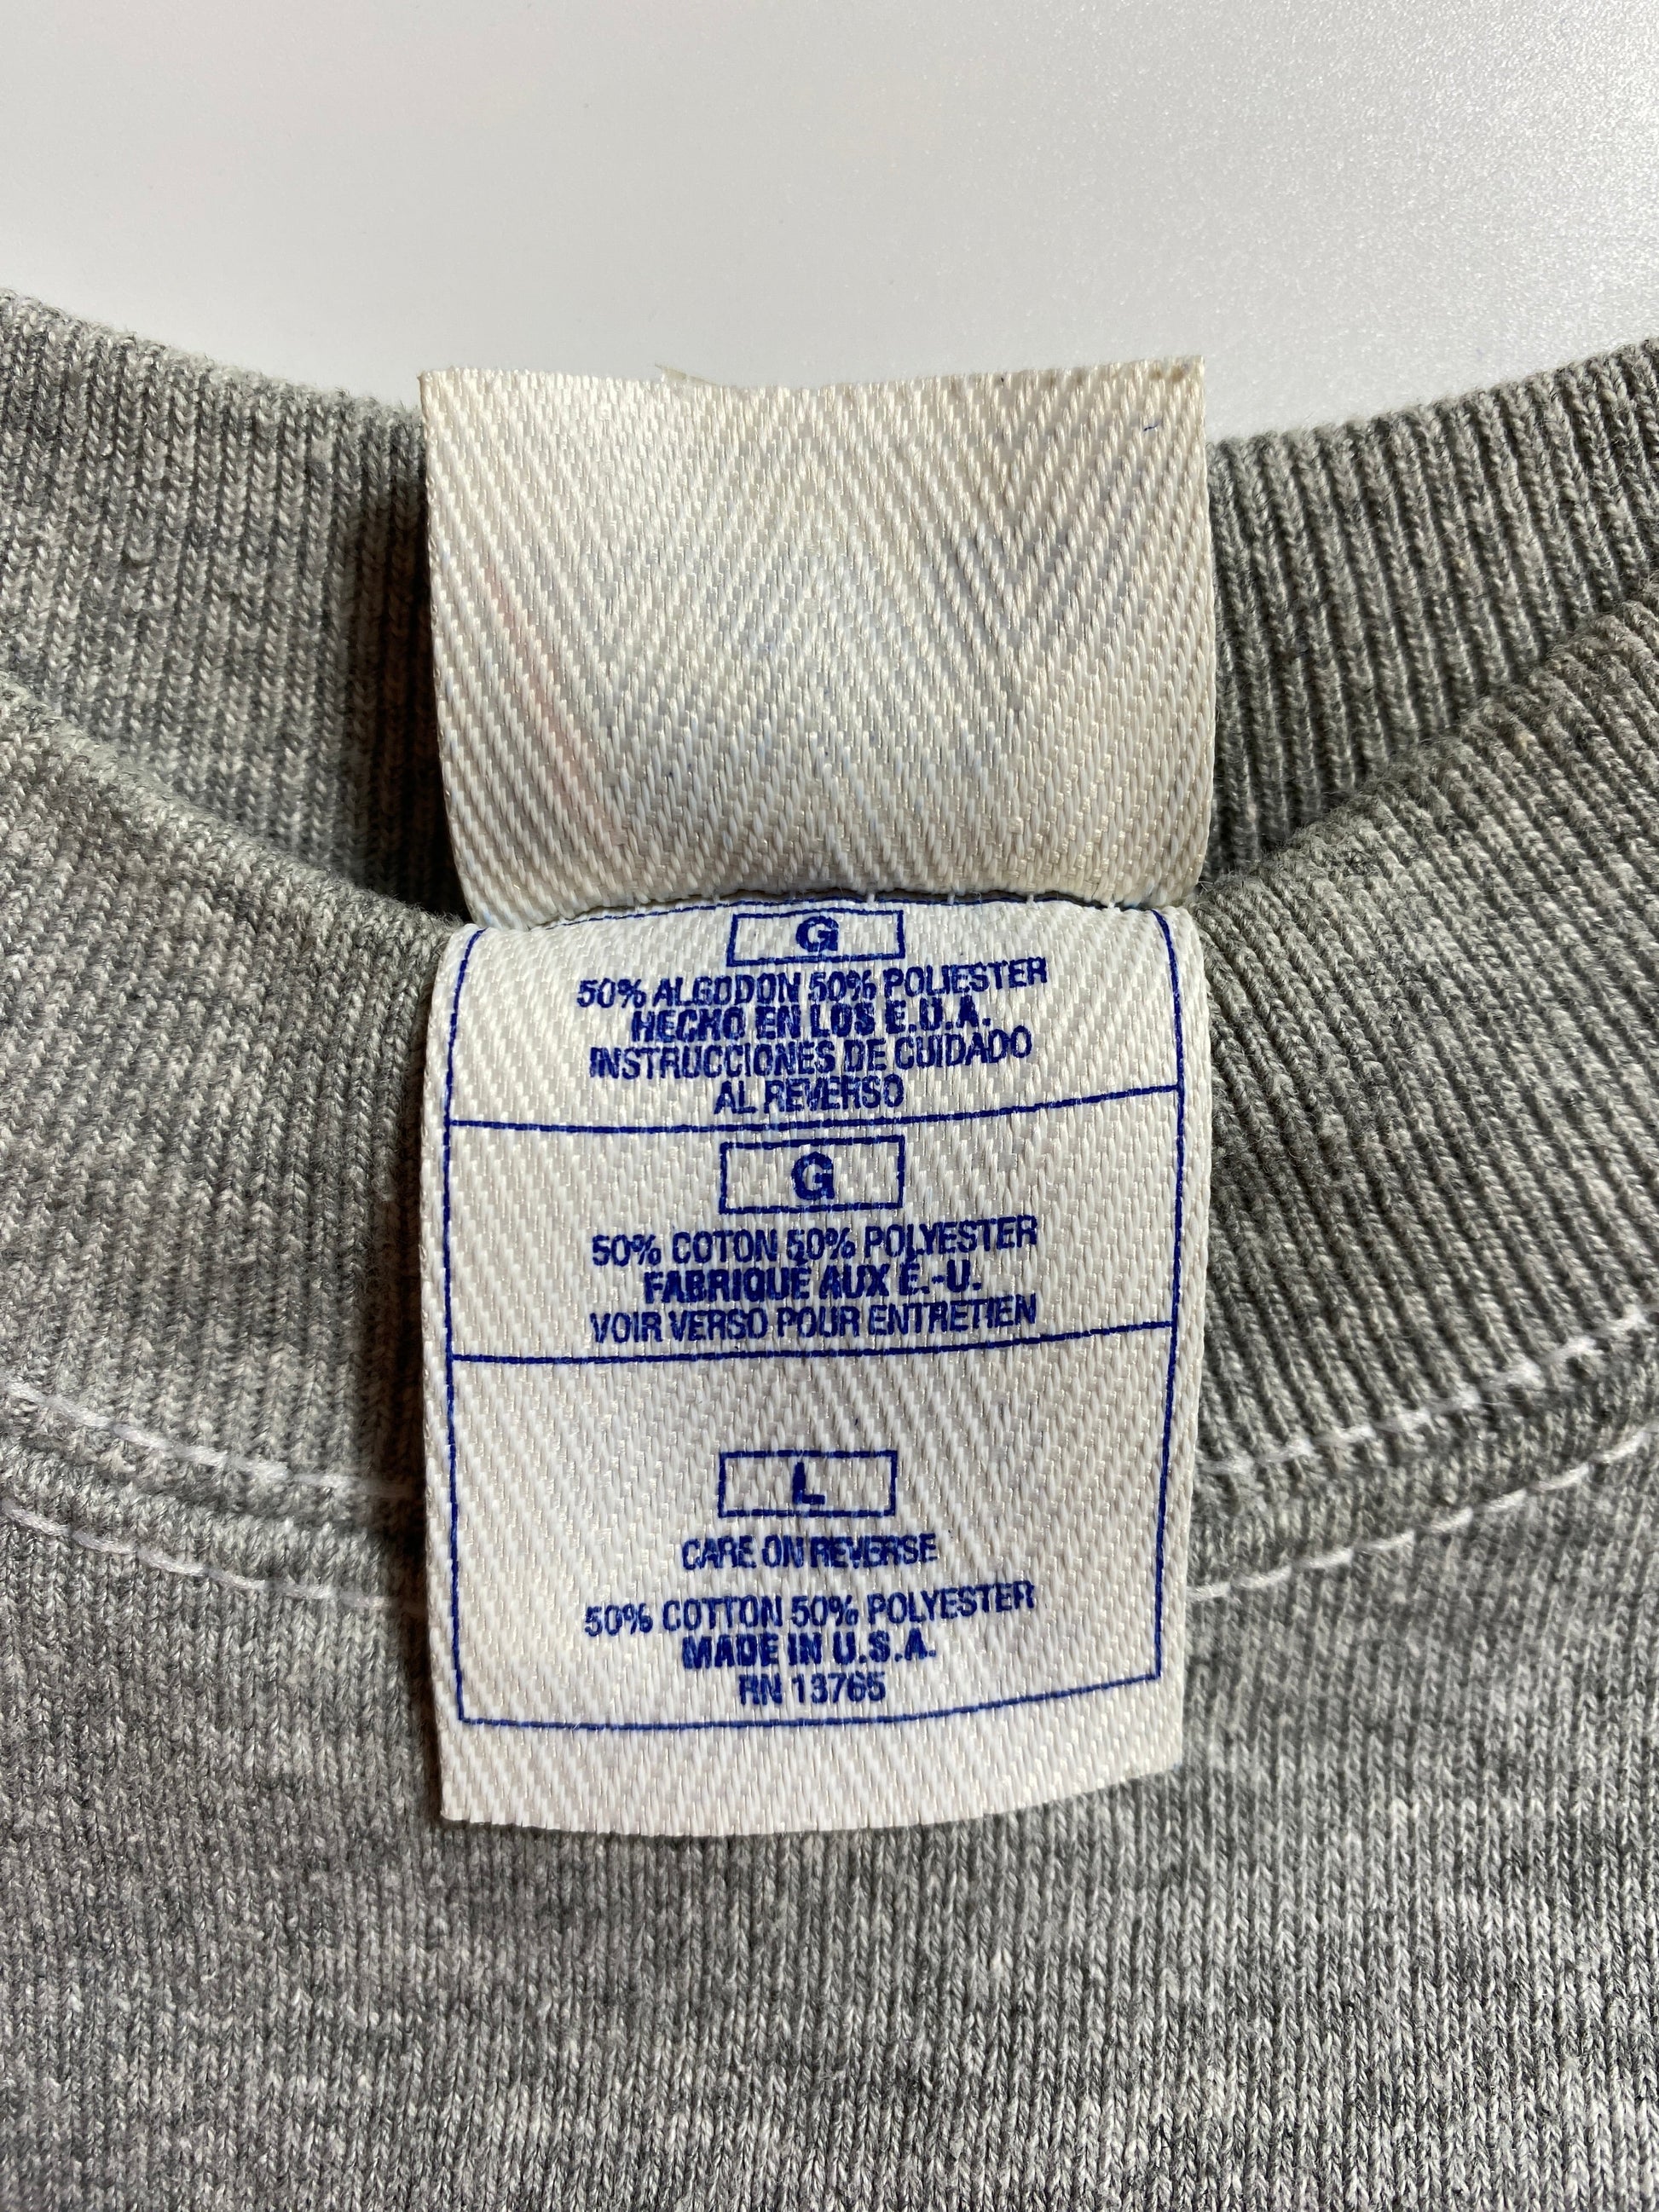 G
50% ALGODON 50% POLIESTER
HECHO EN LOS E.U.A.
INSTRUCCIONES DE CUIDADO
AL REVERSO
G
50% COTON 50% POLYESTER
FABRIQUÉ AUX É.-U.
VOIR VERSO POUR ENTRETIEN
L
CARE ON REVERSE
50% COTTON 50% POLYESTER
MADE IN U.S.A.
RN 13765